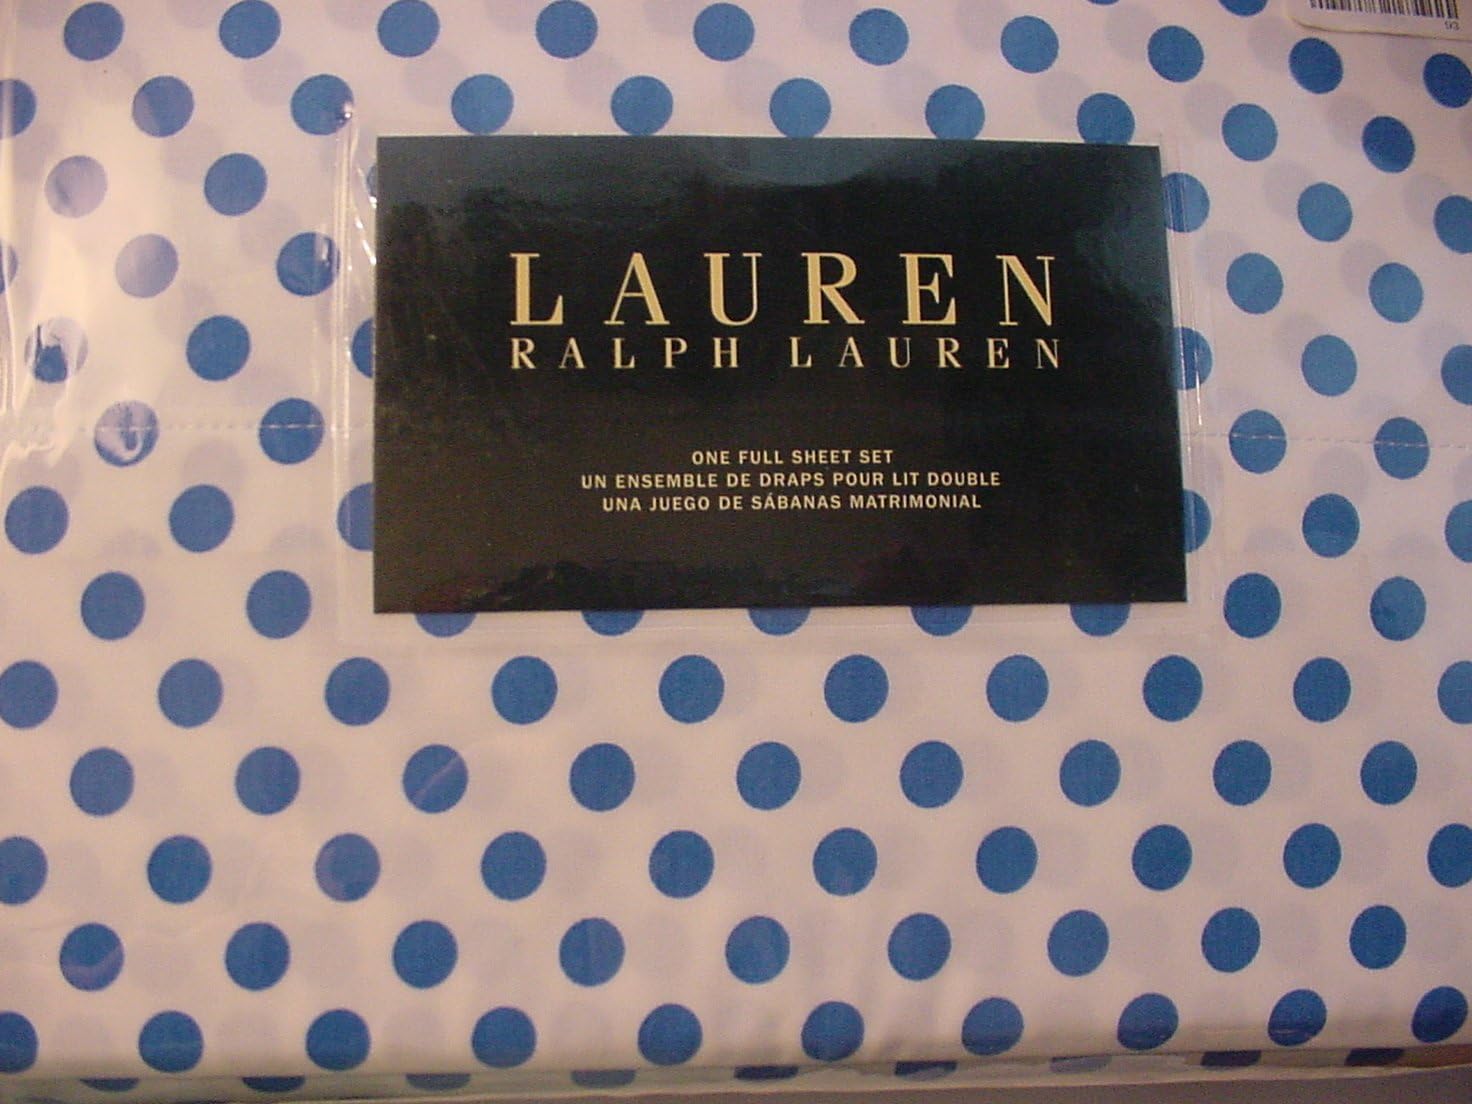 LAUREN
RALPH LAUREN
ONE FULL SHEET SET
UN ENSEMBLE DE DRAPS POUR LIT DOUBLE
UNA JUEGO DE SÁBANAS MATRIMONIAL